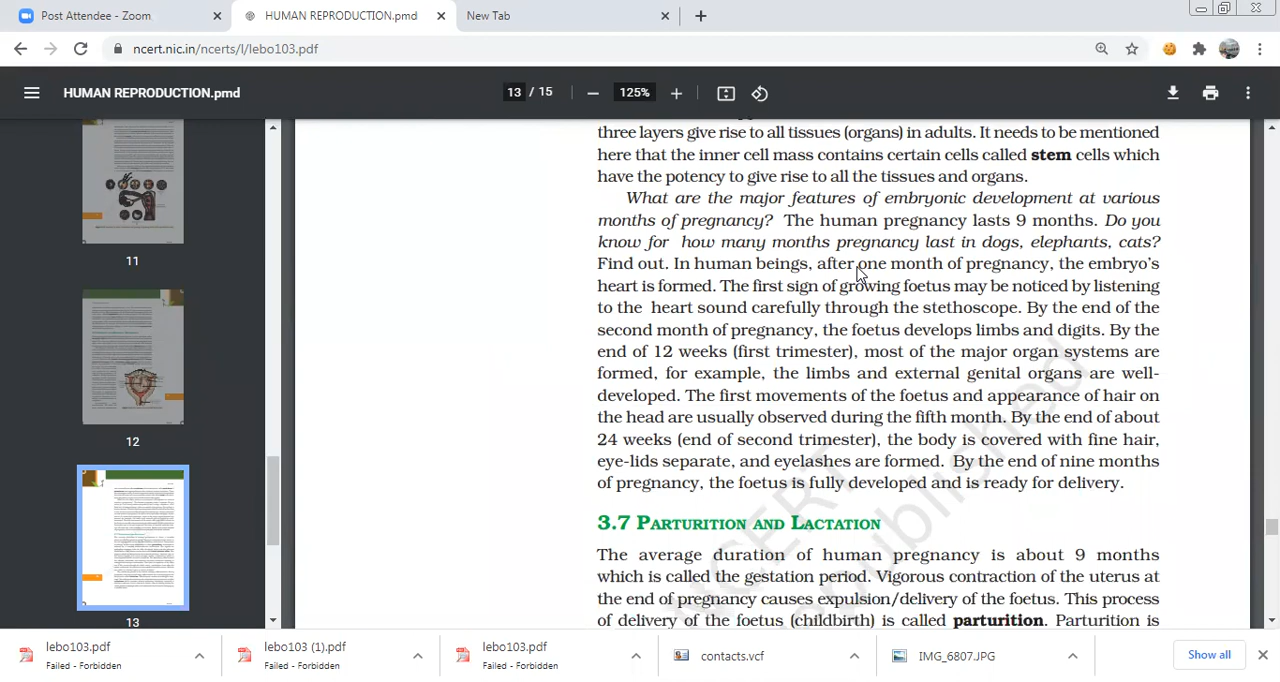 Post Attendee - Zoom
HUMAN REPRODUCTION.pmd
New Tab
ncert.nic.in/ncerts/l/lebo103.pdf
HUMAN REPRODUCTION.pmd
13 / 15
125%
11
12
13
three layers give rise to all tissues (organs) in adults. It needs to be mentioned
here that the inner cell mass contains certain cells called stem cells which
have the potency to give rise to all the tissues and organs.
What are the major features of embryonic development at various
months of pregnancy? The human pregnancy lasts 9 months. Do you
know for how many months pregnancy last in dogs, elephants, cats?
Find out. In human beings, after one month of pregnancy, the embryo's
heart is formed. The first sign of growing foetus may be noticed by listening
to the heart sound carefully through the stethoscope. By the end of the
second month of pregnancy, the foetus develops limbs and digits. By the
end of 12 weeks (first trimester), most of the major organ systems are
formed, for example, the limbs and external genital organs are well-
developed. The first movements of the foetus and appearance of hair on
the head are usually observed during the fifth month. By the end of about
24 weeks (end of second trimester), the body is covered with fine hair,
eye-lids separate, and eyelashes are formed. By the end of nine months
of pregnancy, the foetus is fully developed and is ready for delivery.
3.7 PARTURITION AND LACTATION
The average duration of human pregnancy is about 9 months
which is called the gestation period. Vigorous contraction of the uterus at
the end of pregnancy causes expulsion/delivery of the foetus. This process
of delivery of the foetus (childbirth) is called parturition. Parturition is
NCERT
published
lebo103.pdf
Failed - Forbidden
lebo103 (1).pdf
Failed - Forbidden
lebo103.pdf
Failed - Forbidden
contacts.vcf
IMG_6807.JPG
Show all